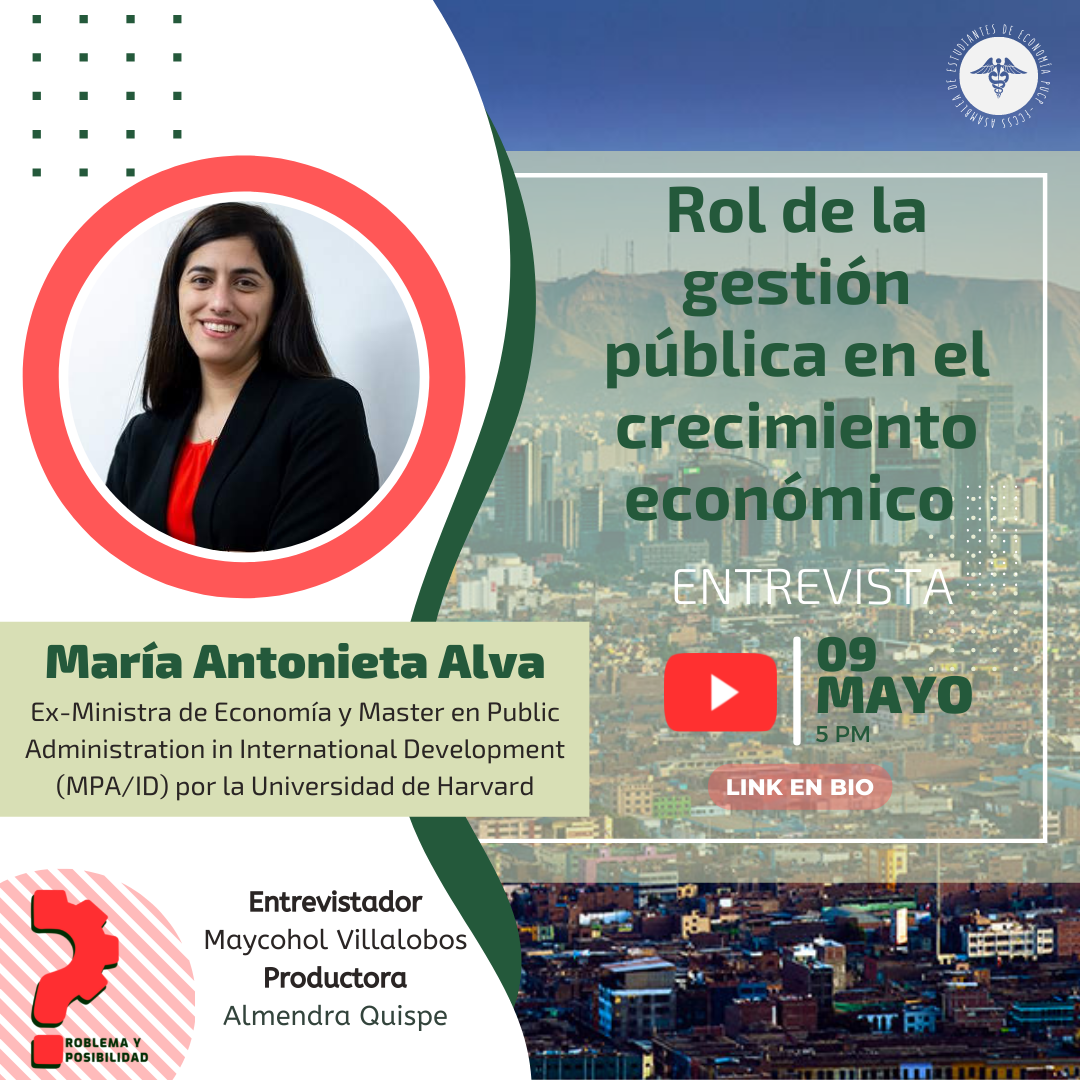 ASAMBLEA DE ESTUDIANTES DE ECONOMÍA PUCP -FCCSS
Rol de la
gestión
pública en el
crecimiento
económico
ENTREVISTA
09
MAYO
5 PM
LINK EN BIO
María Antonieta Alva
Ex-Ministra de Economía y Master en Public
Administration in International Development
(MPA/ID) por la Universidad de Harvard
Entrevistador
Maycohol Villalobos
Productora
Almendra Quispe
ROBLEMA Y
POSIBILIDAD